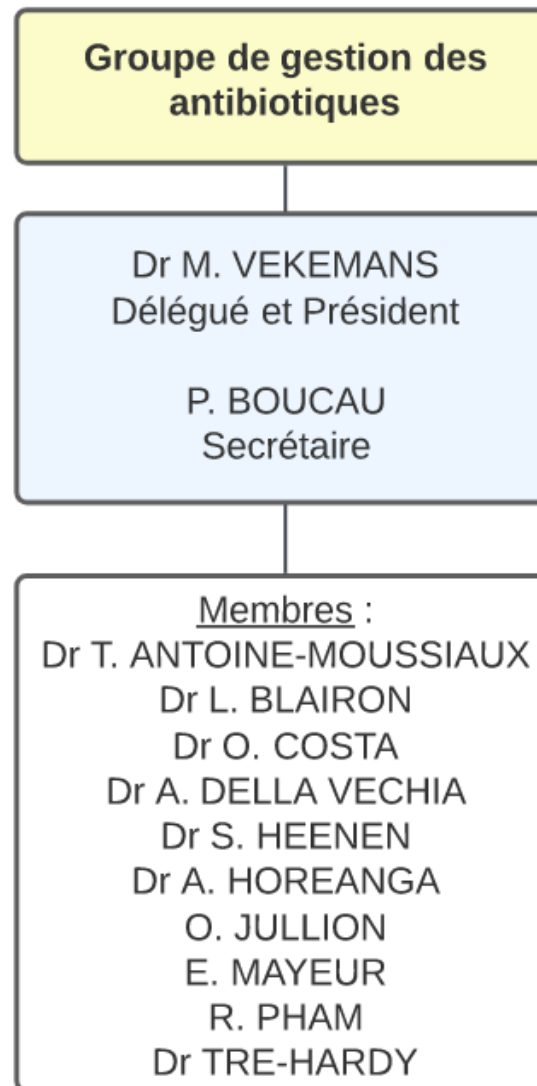 Groupe de gestion des
antibiotiques
Dr M. VEKEMANS
Délégué et Président
P. BOUCAU
Secrétaire
Membres :
Dr T. ANTOINE-MOUSSIAUX
Dr L. BLAIRON
Dr O. COSTA
Dr A. DELLA VECHIA
Dr S. HEENEN
Dr A. HOREANGA
O. JULLION
E. MAYEUR
R. PHAM
Dr TRE-HARDY